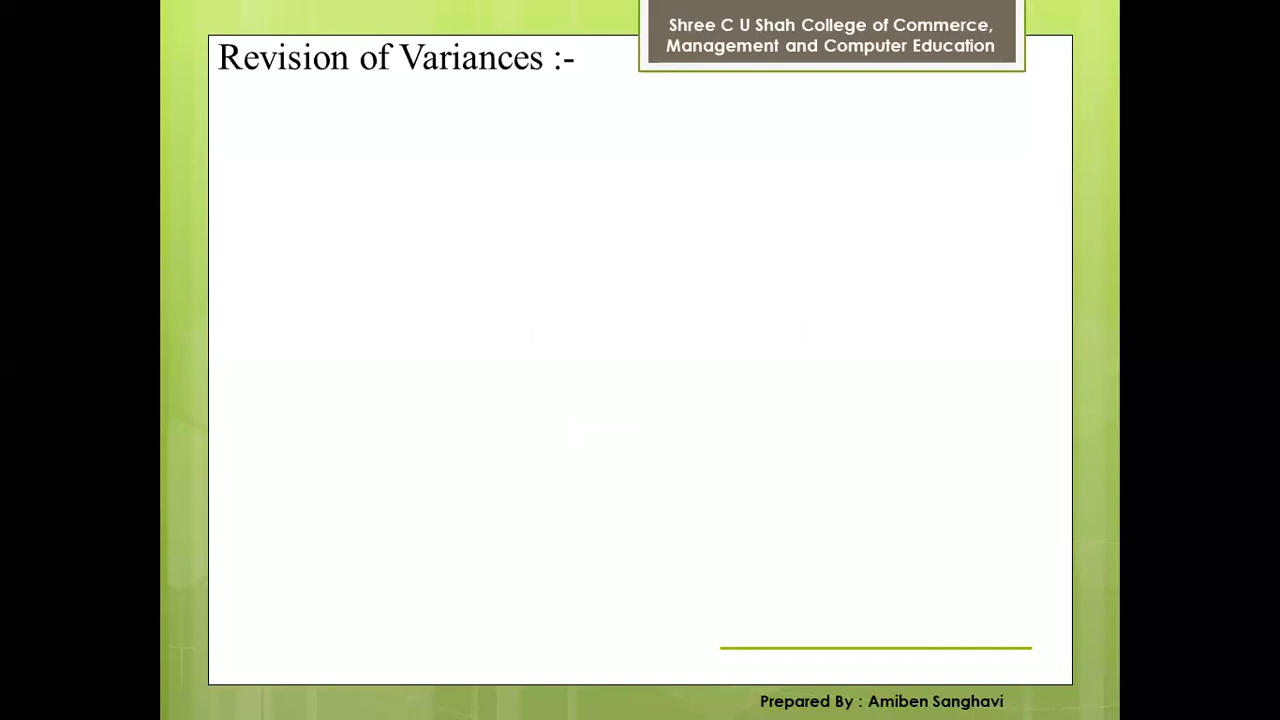 Shree C U Shah College of Commerce,
Management and Computer Education
Revision of Variances :-
Prepared By : Amiben Sanghavi